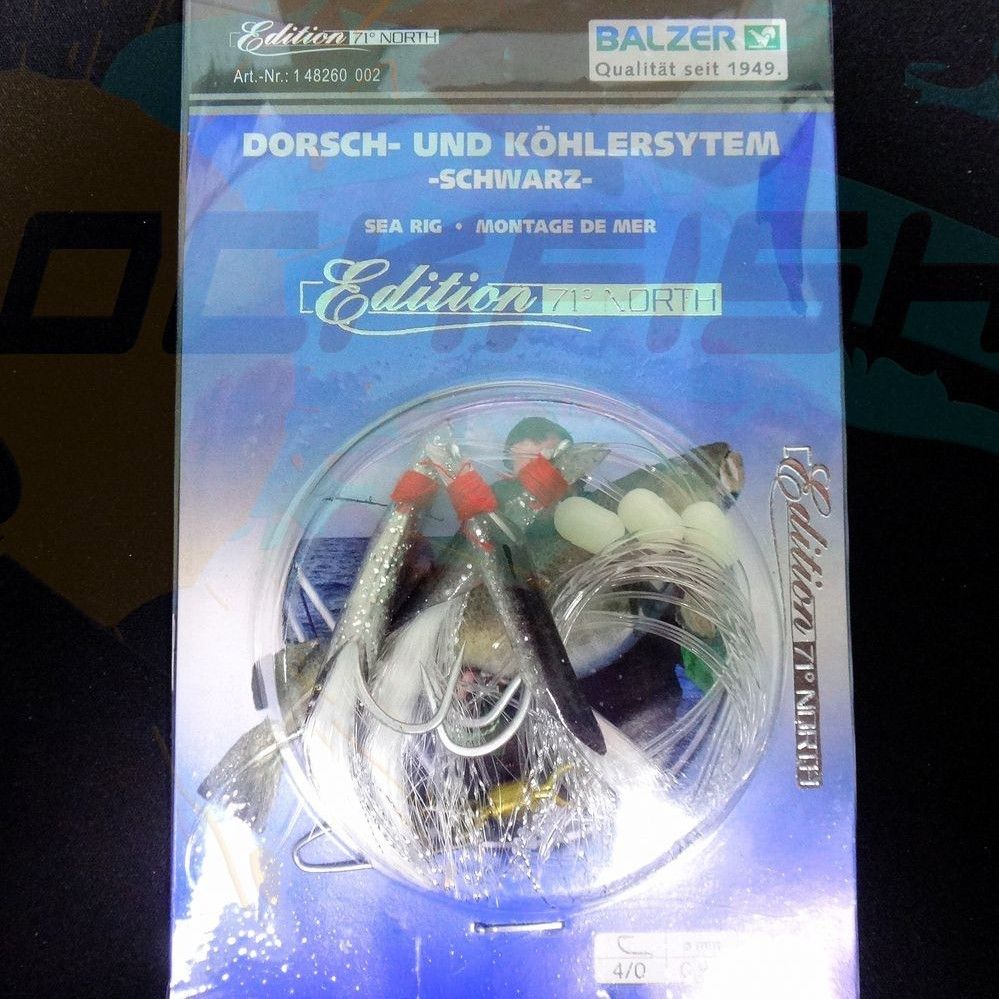 Edition 71° NORTH
BALZER
Qualität seit 1949.
Art.-Nr.: 1 48260 002
DORSCH- UND KÖHLERSYTEM
-SCHWARZ-
SEA RIG • MONTAGE DE MER
Edition 71° NORTH
Edition 71° NORTH
ø mm
4/0